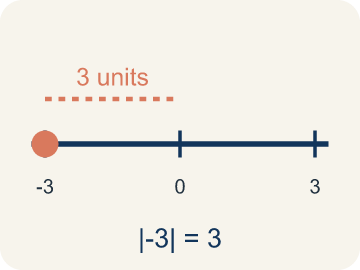 3 units
-3 0 3
|-3| = 3